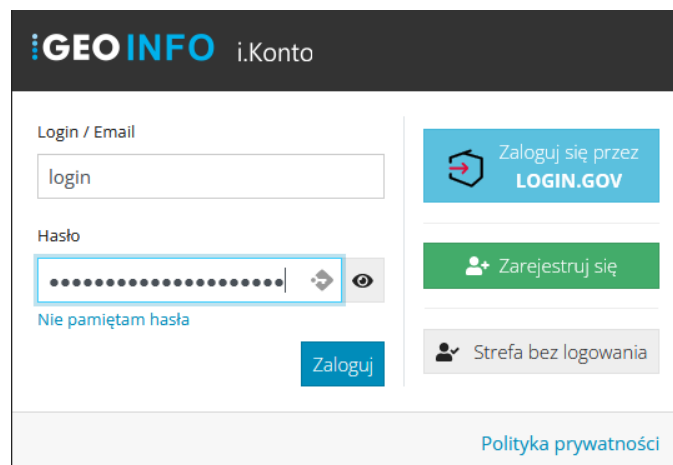 GEOINFO i.Konto
Login / Email
login
Hasło
•••••••••••••••••••••
Nie pamiętam hasła
Zaloguj
Zaloguj się przez
LOGIN.GOV
Zarejestruj się
Strefa bez logowania
Polityka prywatności